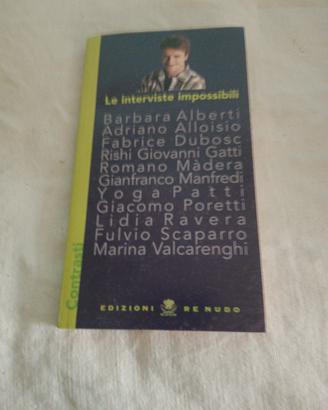 Le interviste impossibili
Barbara Alberti
Adriano Alloisio
Fabrice Dubosc
Rishi Giovanni Gatti
Romano Màdera
Gianfranco Manfredi
Yoga Patti
Giacomo Poretti
Lidia Ravera
Fulvio Scaparro
Marina Valcarenghi
Contrasti
EDIZIONI RE NUDO